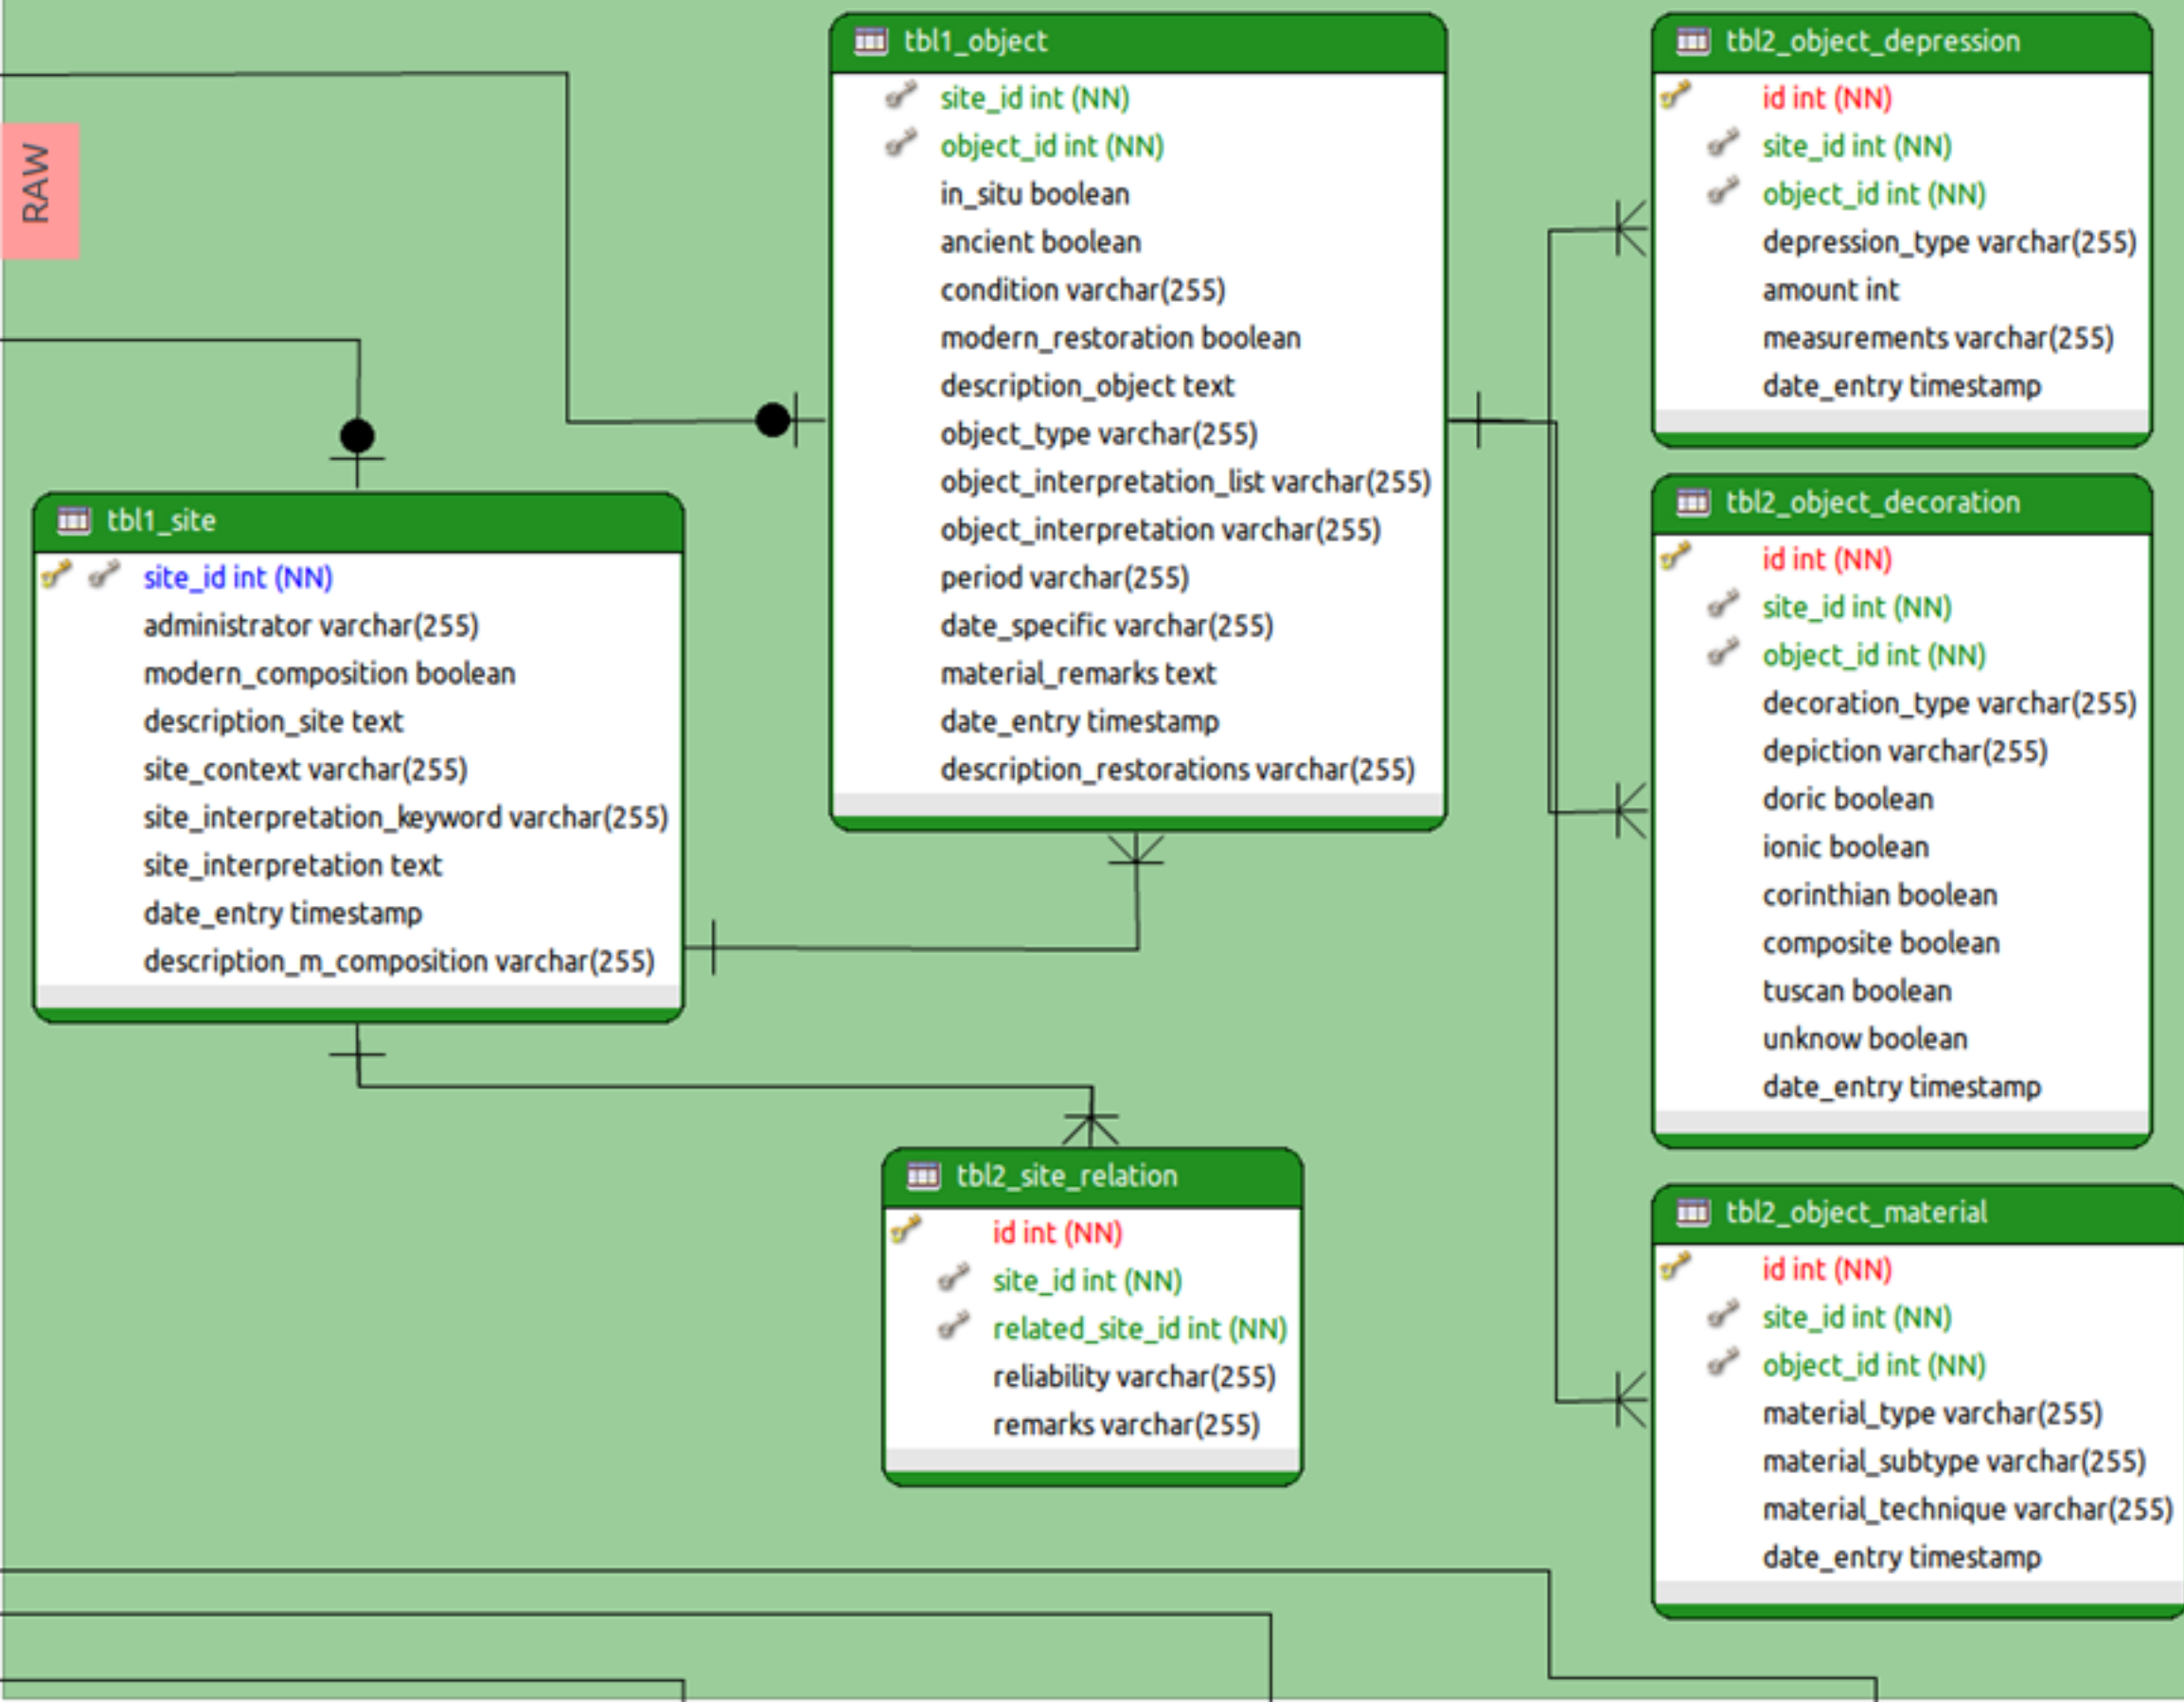 RAW
tbl1_object
site_id int (NN)
object_id int (NN)
in_situ boolean
ancient boolean
condition varchar(255)
modern_restoration boolean
description_object text
object_type varchar(255)
object_interpretation_list varchar(255)
object_interpretation varchar(255)
period varchar(255)
date_specific varchar(255)
material_remarks text
date_entry timestamp
description_restorations varchar(255)
tbl2_object_depression
id int (NN)
site_id int (NN)
object_id int (NN)
depression_type varchar(255)
amount int
measurements varchar(255)
date_entry timestamp
tbl1_site
site_id int (NN)
administrator varchar(255)
modern_composition boolean
description_site text
site_context varchar(255)
site_interpretation_keyword varchar(255)
site_interpretation text
date_entry timestamp
description_m_composition varchar(255)
tbl2_object_decoration
id int (NN)
site_id int (NN)
object_id int (NN)
decoration_type varchar(255)
depiction varchar(255)
doric boolean
ionic boolean
corinthian boolean
composite boolean
tuscan boolean
unknow boolean
date_entry timestamp
tbl2_site_relation
id int (NN)
site_id int (NN)
related_site_id int (NN)
reliability varchar(255)
remarks varchar(255)
tbl2_object_material
id int (NN)
site_id int (NN)
object_id int (NN)
material_type varchar(255)
material_subtype varchar(255)
material_technique varchar(255)
date_entry timestamp